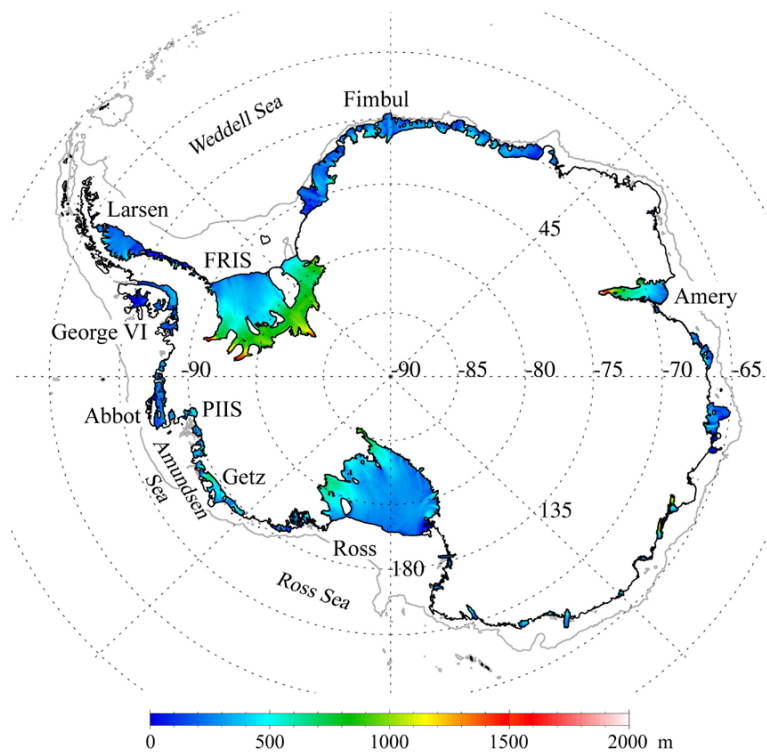 Fimbul
Weddell Sea
Larsen
45
FRIS
Amery
George VI
-90
-90
-85
-80
-75
-70
-65
Abbot
PIIS
Amundsen
Sea
Getz
135
Ross
180
Ross Sea
0
500
1000
1500
2000 m